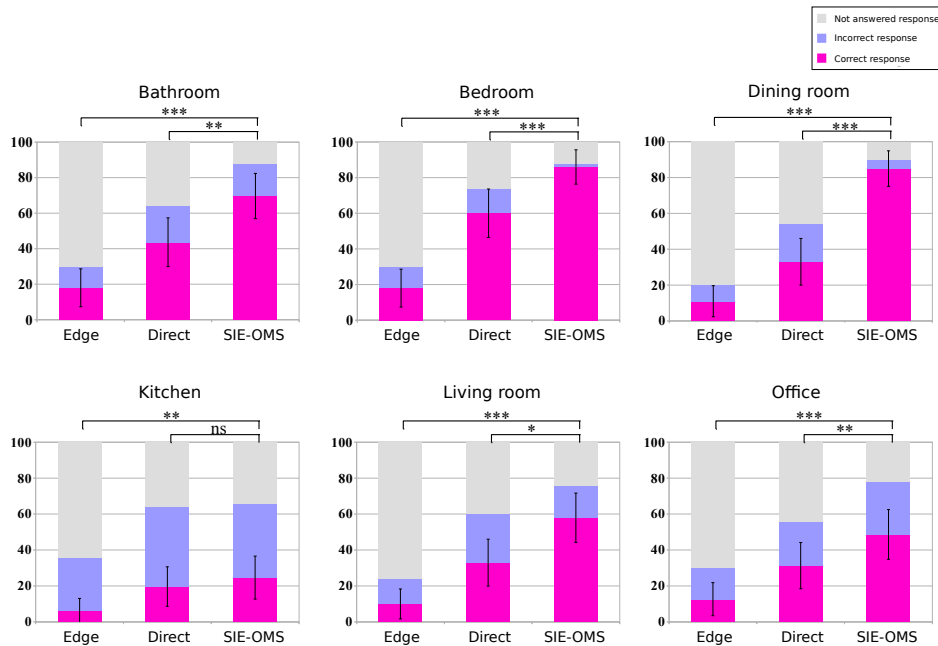 Not answered response
Incorrect response
Correct response
Bathroom
***
**
100
80
60
40
20
0
Edge Direct SIE-OMS
Bedroom
***
***
100
80
60
40
20
0
Edge Direct SIE-OMS
Dining room
***
***
100
80
60
40
20
0
Edge Direct SIE-OMS
Kitchen
**
ns
100
80
60
40
20
0
Edge Direct SIE-OMS
Living room
***
*
100
80
60
40
20
0
Edge Direct SIE-OMS
Office
***
**
100
80
60
40
20
0
Edge Direct SIE-OMS